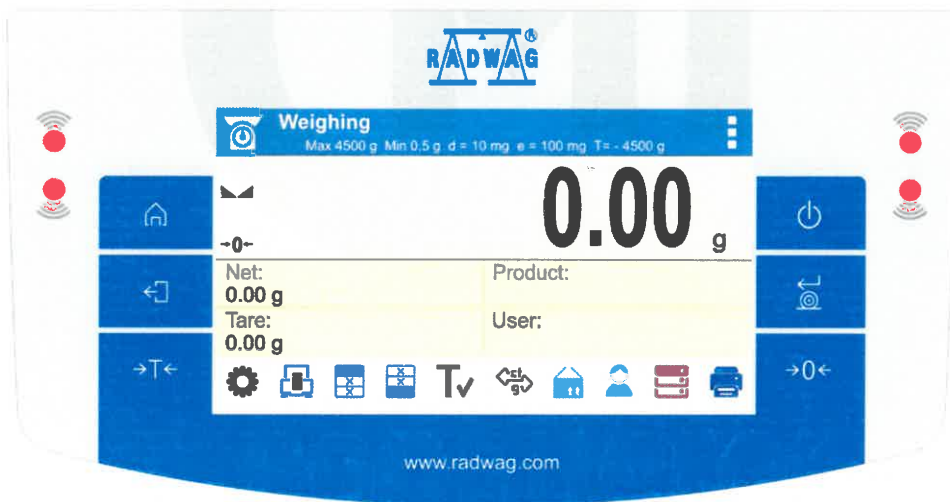 RADWAG®
Weighing
Max 4500 g Min 0.5 g d = 10 mg e = 100 mg T= - 4500 g
0.00 g
→0←
Net:
0.00 g
Product:
Tare:
0.00 g
User:
→T←
T
ct
g
→0←
www.radwag.com